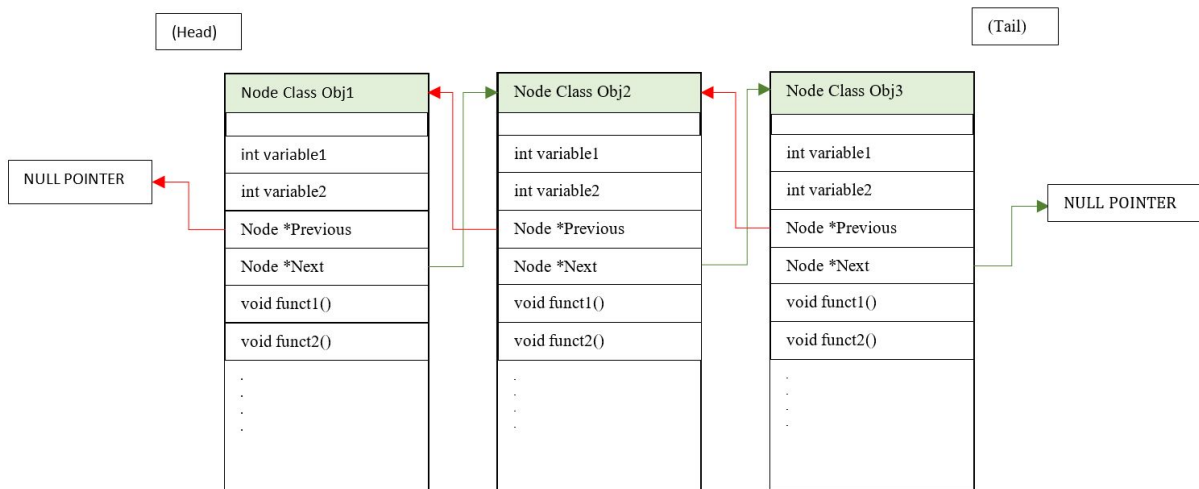 (Head)
(Tail)
NULL POINTER
Node Class Obj1
int variable1
int variable2
Node *Previous
Node *Next
void funct1()
void funct2()
.
.
.
.
Node Class Obj2
int variable1
int variable2
Node *Previous
Node *Next
void funct1()
void funct2()
.
.
.
.
Node Class Obj3
int variable1
int variable2
Node *Previous
Node *Next
void funct1()
void funct2()
.
.
.
.
NULL POINTER